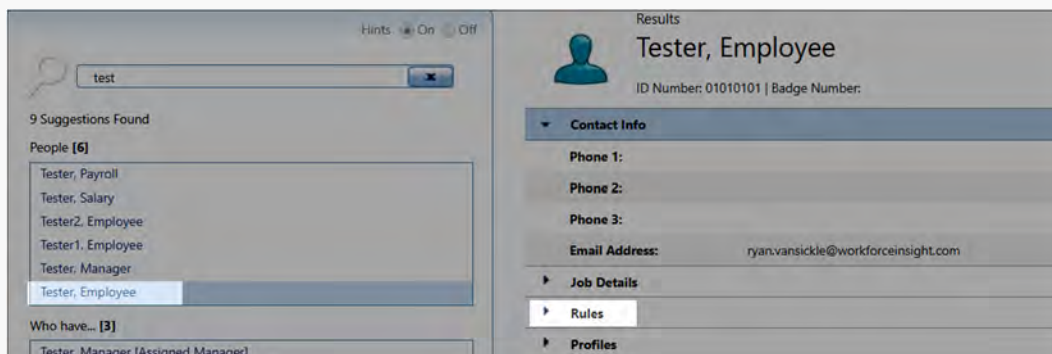 Hints On Off
test
x
9 Suggestions Found
People [6]
Tester, Payroll
Tester, Salary
Tester2, Employee
Tester1, Employee
Tester, Manager
Tester, Employee
Who have... [3]
Tester, Manager [Assigned Manager]
Results
Tester, Employee
ID Number: 01010101 | Badge Number:
Contact Info
Phone 1:
Phone 2:
Phone 3:
Email Address: ryan.vansickle@workforceinsight.com
Job Details
Rules
Profiles